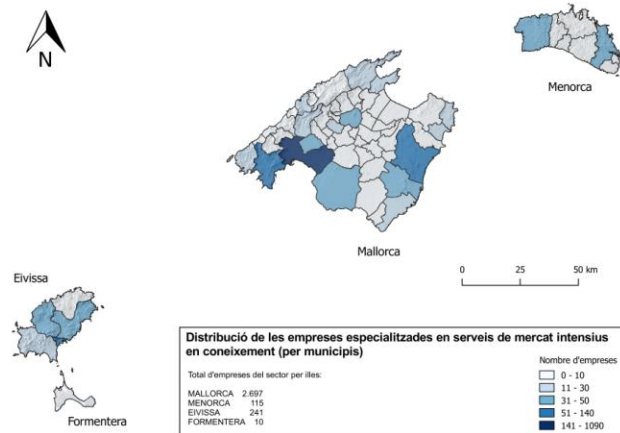 N
Menorca
Mallorca
0 25 50 km
Eivissa
Formentera
Distribució de les empreses especialitzades en serveis de mercat intensius
en coneixement (per municipis)
Total d'empreses del sector per illes:
MALLORCA 2.697
MENORCA 115
EIVISSA 241
FORMENTERA 10
Nombre d'empreses
0 - 10
11 - 30
31 - 50
51 - 140
141 - 1090